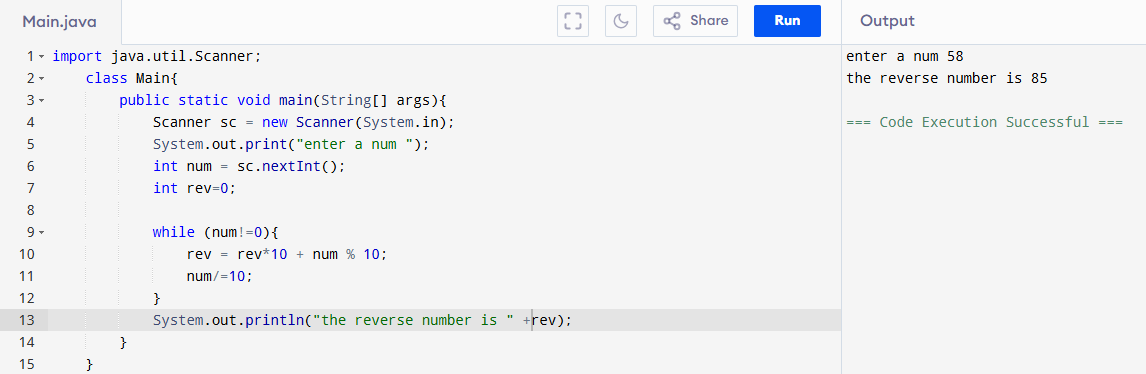 Main.java
Share
Run
Output
1 import java.util.Scanner;
2 class Main{
3 public static void main(String[] args){
4 Scanner sc = new Scanner(System.in);
5 System.out.print("enter a num ");
6 int num = sc.nextInt();
7 int rev=0;
8
9 while (num!=0){
10 rev = rev*10 + num % 10;
11 num/=10;
12 }
13 System.out.println("the reverse number is " +rev);
14 }
15 }
enter a num 58
the reverse number is 85
=== Code Execution Successful ===